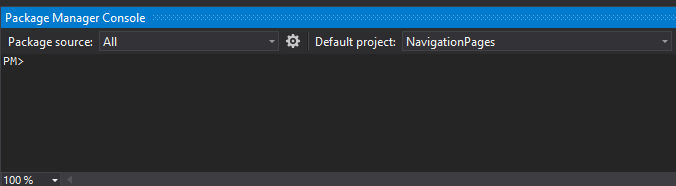 Package Manager Console
Package source: All Default project: NavigationPages
PM>
100 %